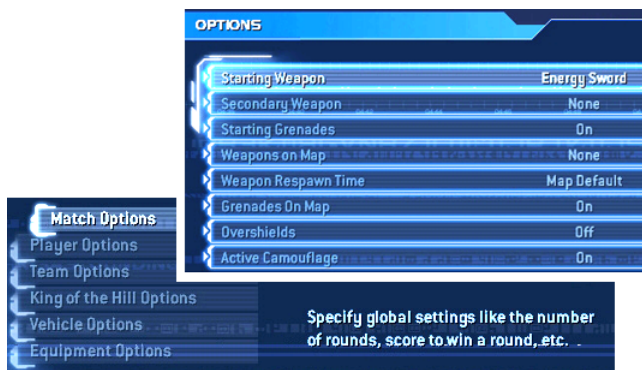 OPTIONS
Starting Weapon Energy Sword
Secondary Weapon None
Starting Grenades On
Weapons on Map None
Weapon Respawn Time Map Default
Grenades On Map On
Overshields Off
Active Camouflage On
Match Options
Player Options
Team Options
King of the Hill Options
Vehicle Options
Equipment Options
Specify global settings like the number
of rounds, score to win a round, etc.